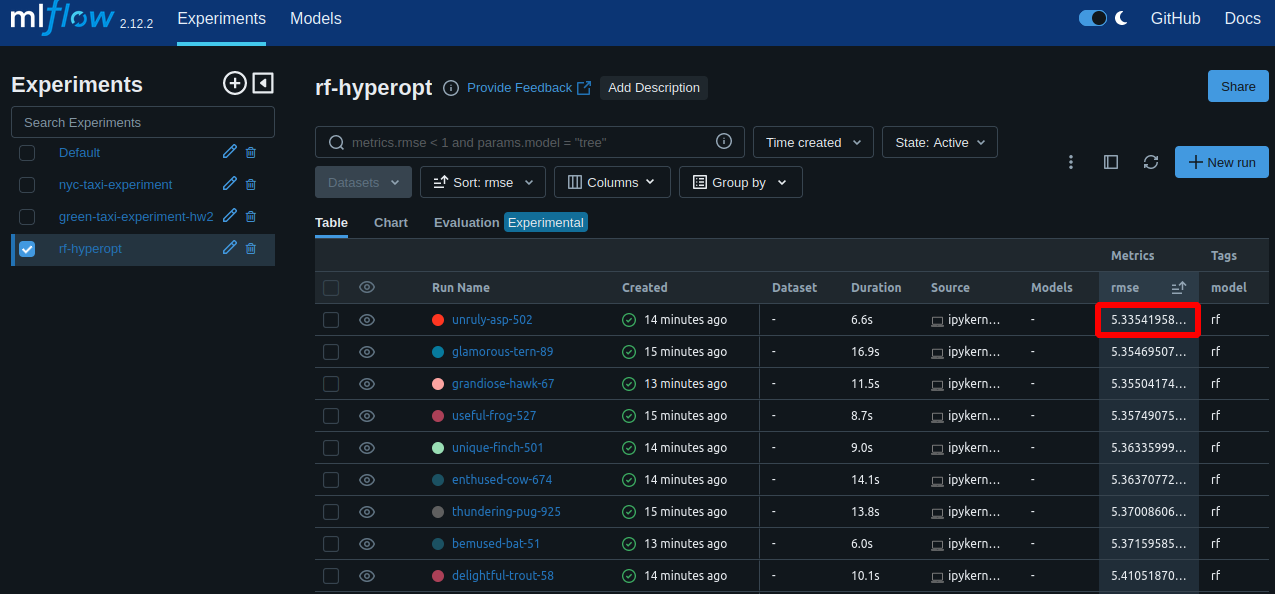 mlflow 2.12.2 Experiments Models GitHub Docs
Experiments
Search Experiments
Default
nyc-taxi-experiment
green-taxi-experiment-hw2
rf-hyperopt
rf-hyperopt Provide Feedback Add Description Share
metrics.rmse < 1 and params.model = "tree" Time created State: Active
Datasets Sort: rmse Columns Group by New run
Table Chart Evaluation Experimental
Metrics Tags
Run Name Created Dataset Duration Source Models rmse model
unruly-asp-502 14 minutes ago - 6.6s ipykern... - 5.33541958... rf
glamorous-tern-89 15 minutes ago - 16.9s ipykern... - 5.35469507... rf
grandiose-hawk-67 13 minutes ago - 11.5s ipykern... - 5.35504174... rf
useful-frog-527 15 minutes ago - 8.7s ipykern... - 5.35749075... rf
unique-finch-501 14 minutes ago - 9.0s ipykern... - 5.36335999... rf
enthused-cow-674 14 minutes ago - 14.1s ipykern... - 5.36370772... rf
thundering-pug-925 15 minutes ago - 13.8s ipykern... - 5.37008606... rf
bemused-bat-51 13 minutes ago - 6.0s ipykern... - 5.37159585... rf
delightful-trout-58 14 minutes ago - 10.1s ipykern... - 5.41051870... rf